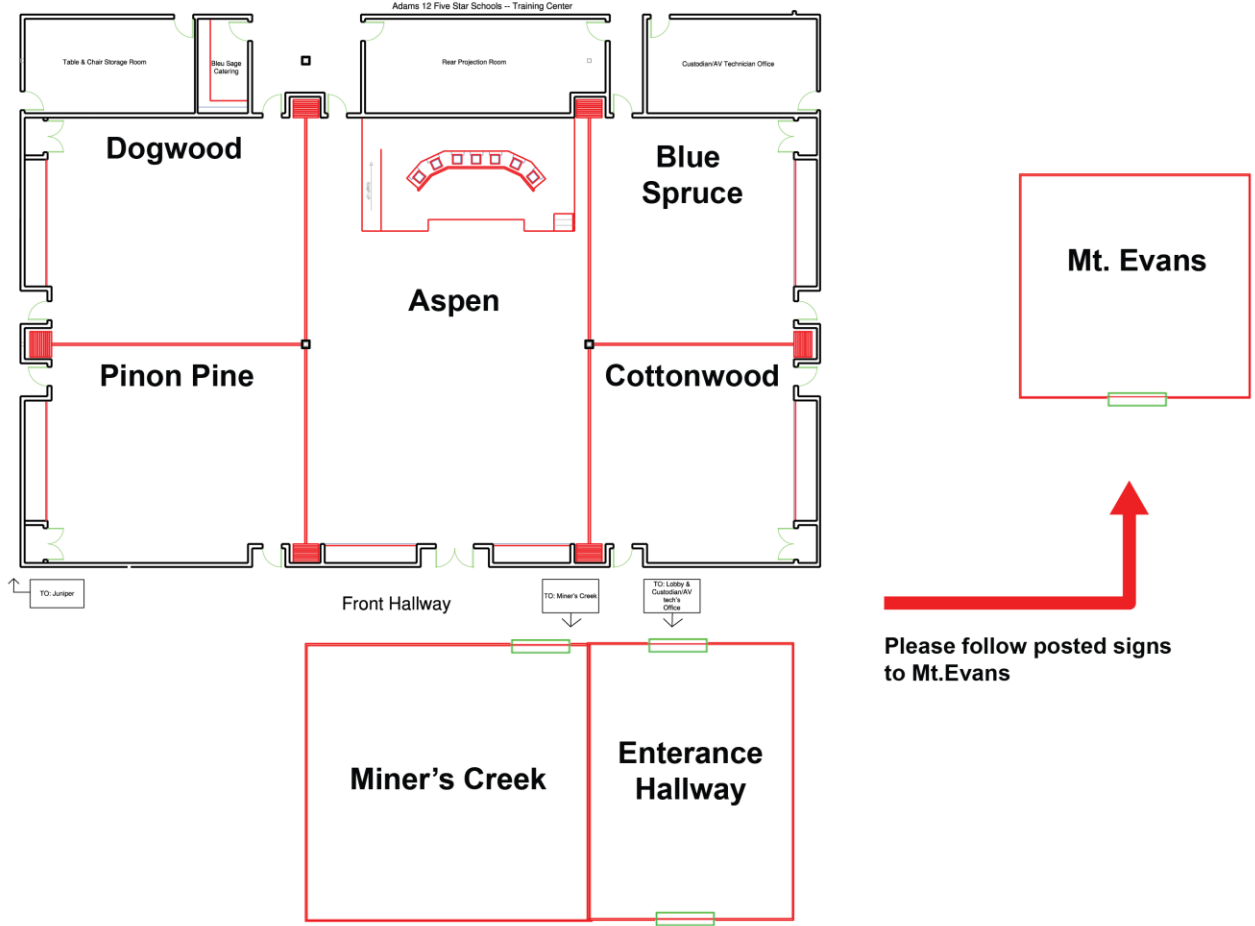 Adams 12 Five Star Schools -- Training Center
Table & Chair Storage Room
Bleu Sage
Catering
Rear Projection Room
Custodian/AV Technician Office
Dogwood
Blue
Spruce
Mt. Evans
Aspen
Pinon Pine
Cottonwood
TO: Juniper
Front Hallway
TO: Miner's Creek
TO: Lobby &
Custodian/AV
tech's
Office
Please follow posted signs
to Mt.Evans
Miner’s Creek
Enterance
Hallway